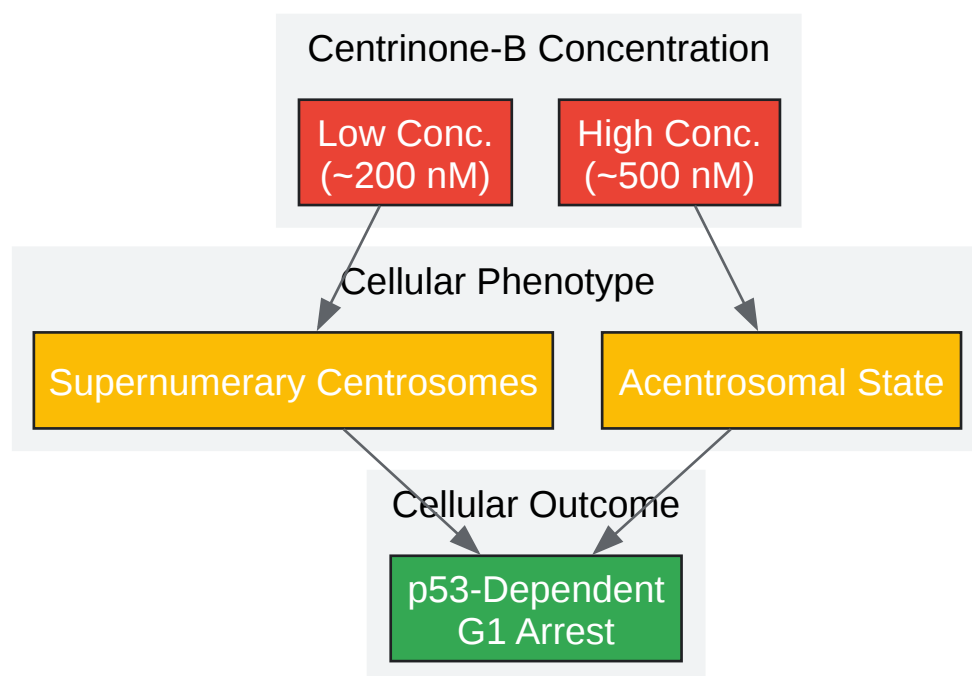 Centrinone-B Concentration
Low Conc.
(~200 nM)
High Conc.
(~500 nM)
Cellular Phenotype
Supernumerary Centrosomes
Acentrosomal State
Cellular Outcome
p53-Dependent
G1 Arrest